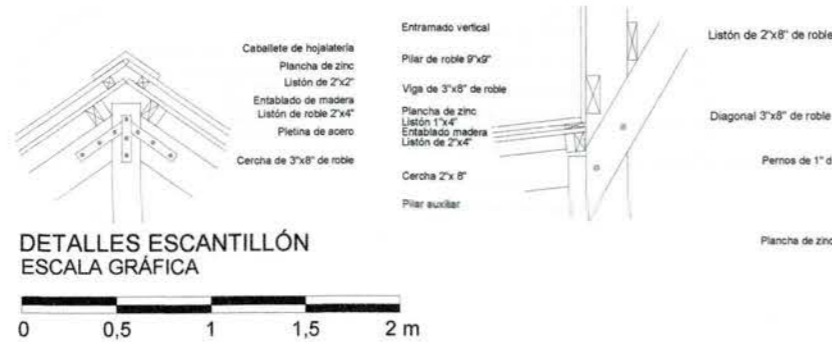 Caballete de hojalatería
Plancha de zinc
Listón de 2"x2"
Entablado de madera
Listón de roble 2"x4"
Pletina de acero
Cercha de 3"x8" de roble
Entramado vertical
Pilar de roble 9"x9"
Viga de 3"x8" de roble
Plancha de zinc
Listón 1"x4"
Entablado madera
Listón de 2"x4"
Cercha 2"x 8"
Pilar auxiliar
Listón de 2"x8" de roble
Diagonal 3"x8" de roble
Pernos de 1" d
Plancha de zinc
DETALLES ESCANTILLÓN
ESCALA GRÁFICA
0 0,5 1 1,5 2 m